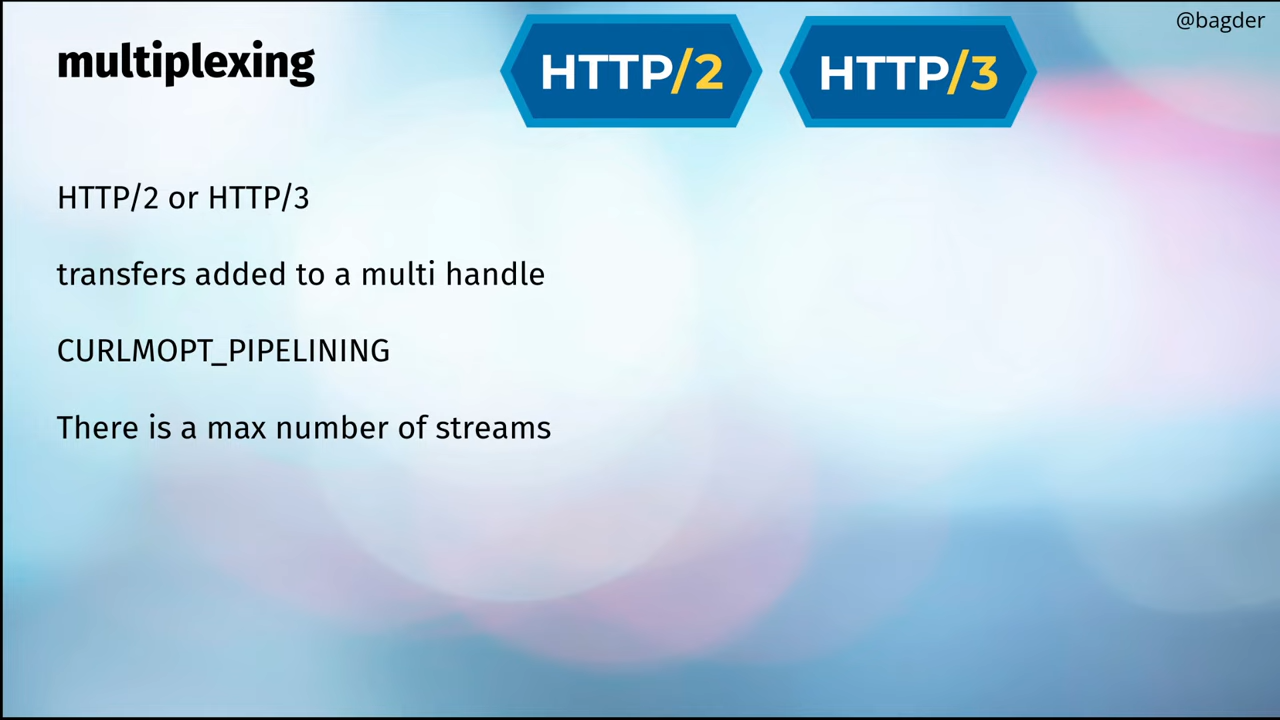 @bagder
multiplexing
HTTP/2
HTTP/3
HTTP/2 or HTTP/3
transfers added to a multi handle
CURLMOPT_PIPELINING
There is a max number of streams